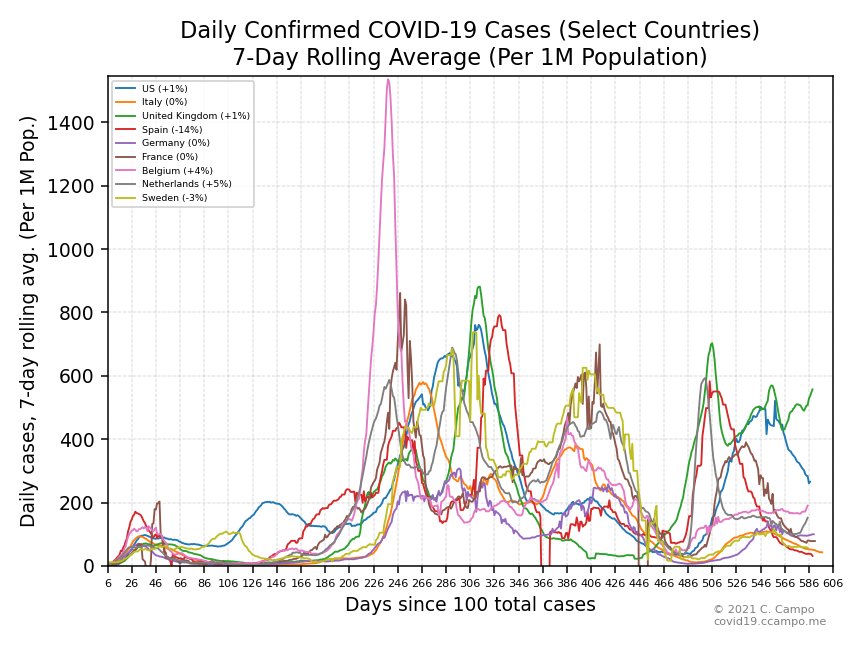 Daily Confirmed COVID-19 Cases (Select Countries)
7-Day Rolling Average (Per 1M Population)
Daily cases, 7-day rolling avg. (Per 1M Pop.)
1400
1200
1000
800
600
400
200
0
US (+1%)
Italy (0%)
United Kingdom (+1%)
Spain (-14%)
Germany (0%)
France (0%)
Belgium (+4%)
Netherlands (+5%)
Sweden (-3%)
6 26 46 66 86 106 126 146 166 186 206 226 246 266 286 306 326 346 366 386 406 426 446 466 486 506 526 546 566 586 606
Days since 100 total cases
© 2021 C. Campo
covid19.ccampo.me